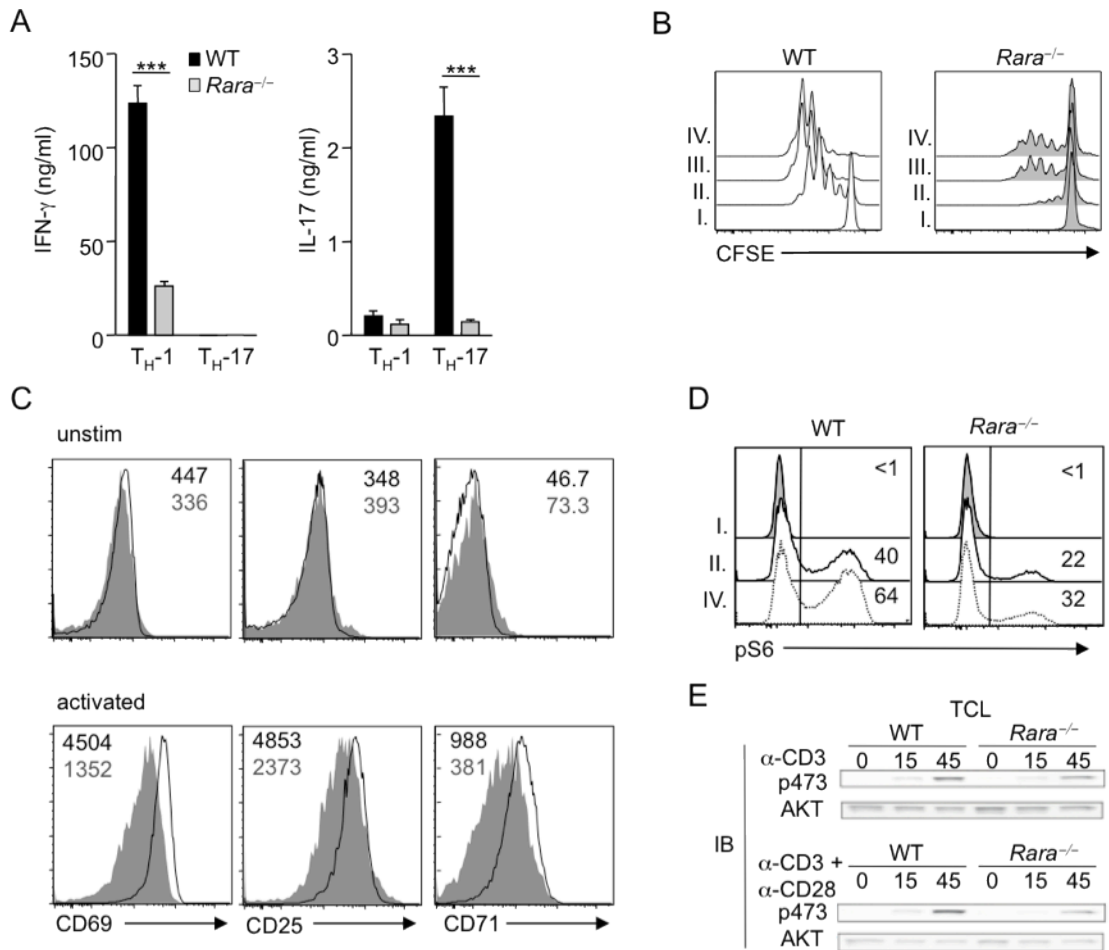 A
150
100
50
0
IFN-γ (ng/ml)
*** 
WT
Rara⁻/⁻
T_H-1 T_H-17
3
2
1
0
IL-17 (ng/ml)
***
T_H-1 T_H-17
B
WT Rara⁻/⁻
IV. IV.
III. III.
II. II.
I. I.
CFSE
C
unstim
447 348 46.7
336 393 73.3
activated
4504 4853 988
1352 2373 381
CD69 CD25 CD71
D
WT Rara⁻/⁻
<1 <1
I.
40 22
II.
64 32
IV.
pS6
E
TCL
WT Rara⁻/⁻
α-CD3 0 15 45 0 15 45
p473
AKT
IB
WT Rara⁻/⁻
α-CD3 +
α-CD28 0 15 45 0 15 45
p473
AKT